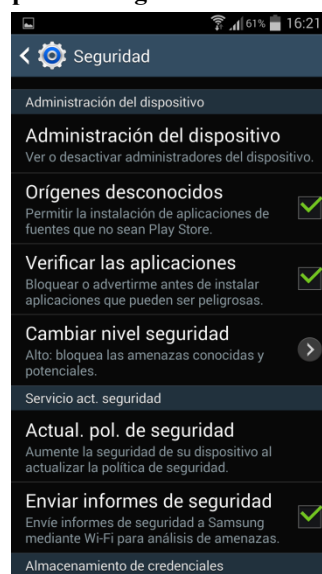 61% 16:21
Seguridad
Administración del dispositivo
Administración del dispositivo
Ver o desactivar administradores del dispositivo.
Orígenes desconocidos
Permitir la instalación de aplicaciones de
fuentes que no sean Play Store.
Verificar las aplicaciones
Bloquear o advertirme antes de instalar
aplicaciones que pueden ser peligrosas.
Cambiar nivel seguridad
Alto: bloquea las amenazas conocidas y
potenciales.
Servicio act. seguridad
Actual. pol. de seguridad
Aumente la seguridad de su dispositivo al
actualizar la política de seguridad.
Enviar informes de seguridad
Envíe informes de seguridad a Samsung
mediante Wi-Fi para análisis de amenazas.
Almacenamiento de credenciales